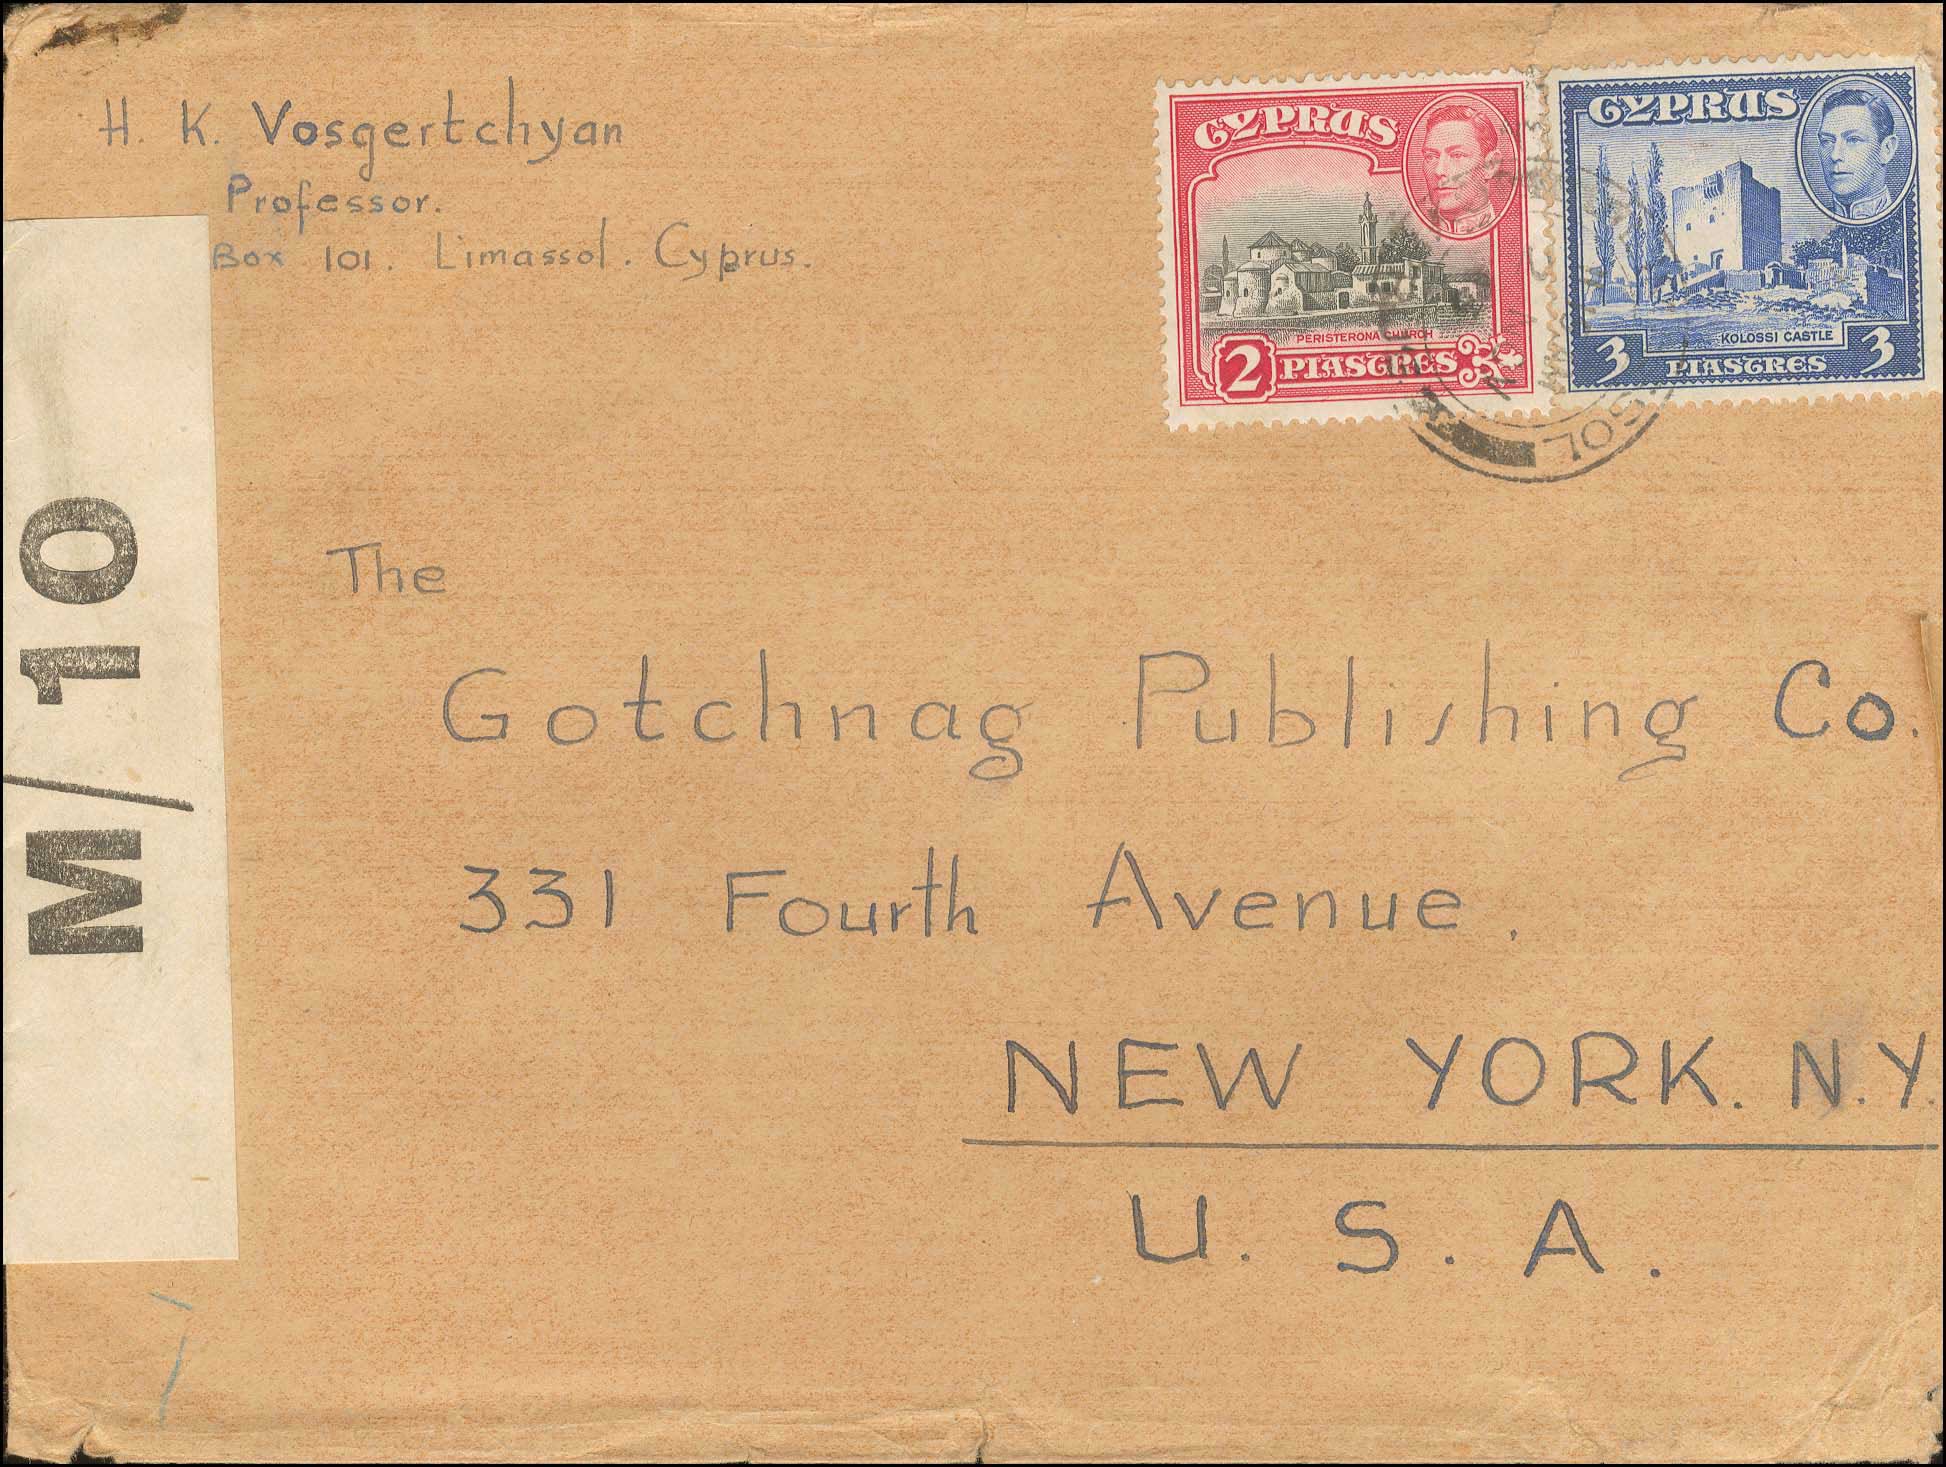 H. K. Vosgertchyan
Professor.
Box 101. Limassol. Cyprus.
CYPRUS
PERISTERONA CHURCH
2 PIASTRES
CYPRUS
KOLOSSI CASTLE
3 PIASTRES 3
SOL
M/10
The
Gotchnag Publishing Co.
331 Fourth Avenue.
NEW YORK. N.Y.
U.S.A.